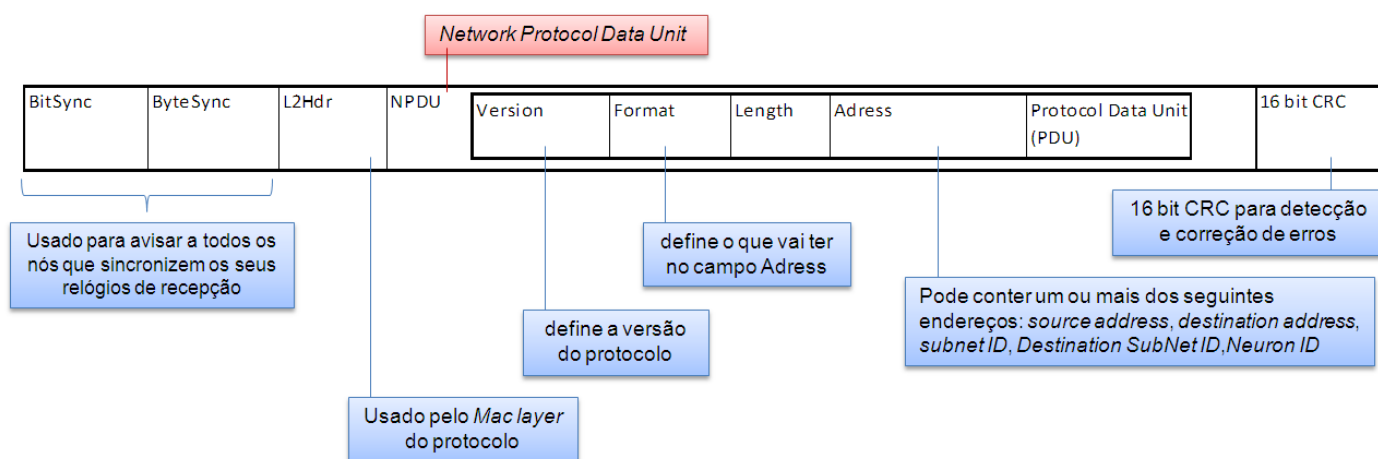 Network Protocol Data Unit
BitSync
ByteSync
L2Hdr
NPDU
Version
Format
Length
Adress
Protocol Data Unit
(PDU)
16 bit CRC
Usado para avisar a todos os
nós que sincronizem os seus
relógios de recepção
Usado pelo Mac layer
do protocolo
define a versão
do protocolo
define o que vai ter
no campo Adress
Pode conter um ou mais dos seguintes
endereços: source address, destination address,
subnet ID, Destination SubNet ID,Neuron ID
16 bit CRC para detecção
e correção de erros